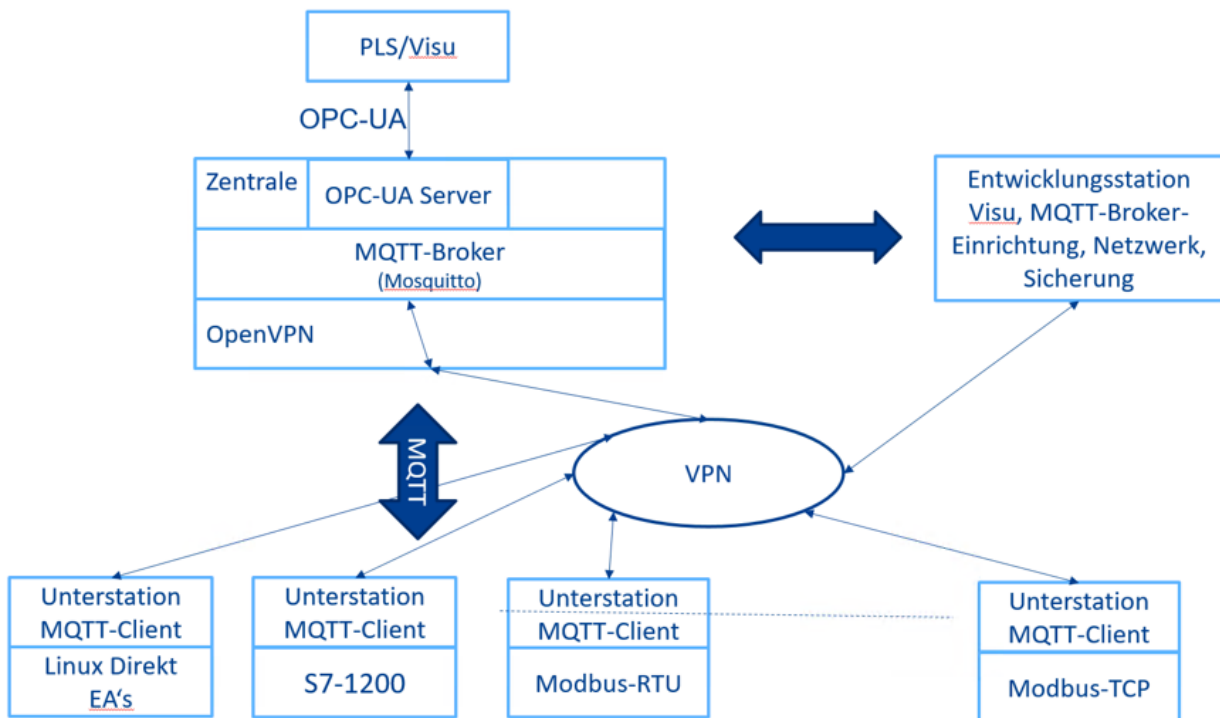 PLS/Visu
OPC-UA
Zentrale
OPC-UA Server
MQTT-Broker
(Mosquitto)
OpenVPN
Entwicklungsstation
Visu, MQTT-Broker-
Einrichtung, Netzwerk,
Sicherung
MQTT
VPN
Unterstation
MQTT-Client
Linux Direkt
EA‘s
Unterstation
MQTT-Client
S7-1200
Unterstation
MQTT-Client
Modbus-RTU
Unterstation
MQTT-Client
Modbus-TCP